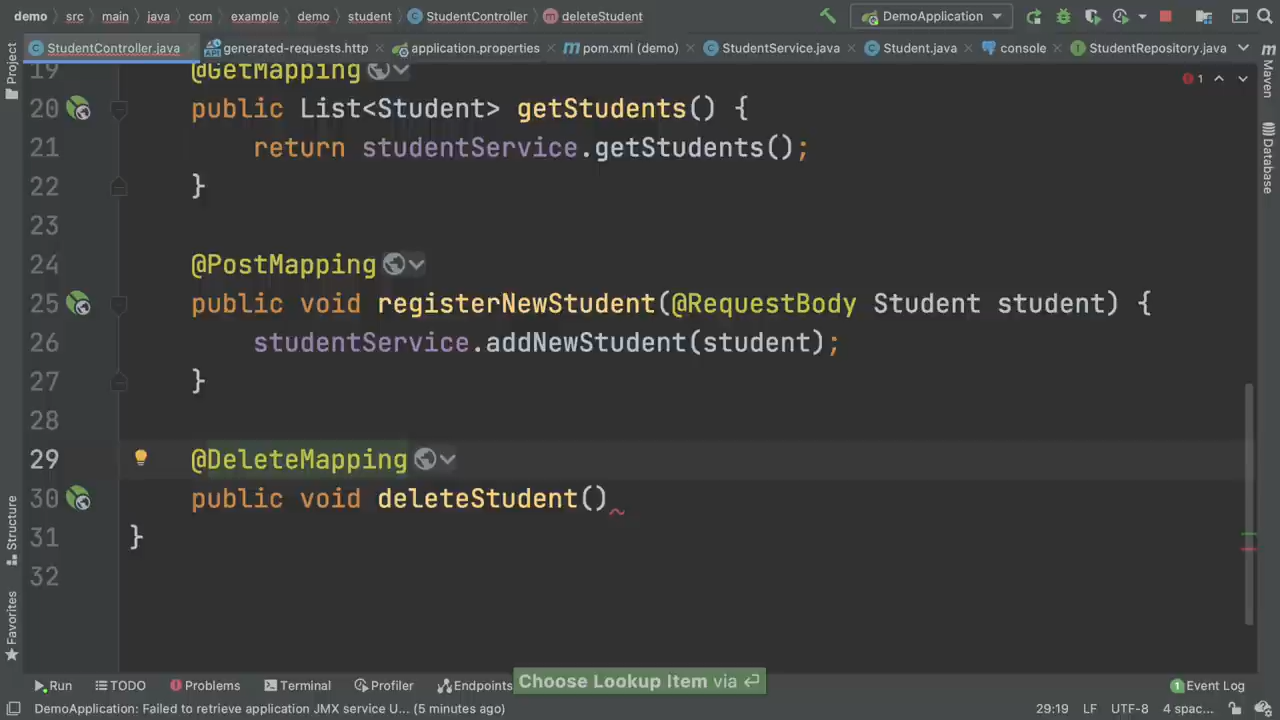 demo src main java com example demo student StudentController deleteStudent DemoApplication
StudentController.java generated-requests.http application.properties pom.xml (demo) StudentService.java Student.java console StudentRepository.java
Project
Maven
Database
Structure
Favorites
1
19 @GetMapping
20 public List<Student> getStudents() {
21 return studentService.getStudents();
22 }
23
24 @PostMapping
25 public void registerNewStudent(@RequestBody Student student) {
26 studentService.addNewStudent(student);
27 }
28
29 @DeleteMapping
30 public void deleteStudent()
31 }
32
Choose Lookup Item via ⏎
Run TODO Problems Terminal Profiler Endpoints 1 Event Log
DemoApplication: Failed to retrieve application JMX service U... (5 minutes ago) 29:19 LF UTF-8 4 spac...